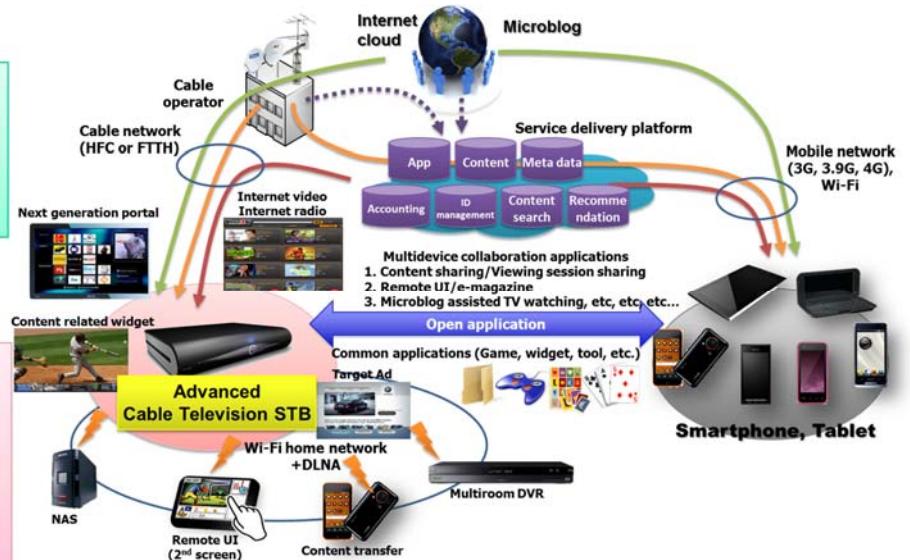 Internet
cloud
Microblog
Cable
operator
Cable network
(HFC or FTTH)
Service delivery platform
App
Content
Meta data
Accounting
ID
management
Content
search
Recomme
ndation
Mobile network
(3G, 3.9G, 4G),
Wi-Fi
Next generation portal
Internet video
Internet radio
Multidevice collaboration applications
1. Content sharing/Viewing session sharing
2. Remote UI/e-magazine
3. Microblog assisted TV watching, etc, etc, etc...
Open application
Content related widget
Common applications (Game, widget, tool, etc.)
Target Ad
Advanced
Cable Television STB
Smartphone, Tablet
Wi-Fi home network
+DLNA
NAS
Remote UI
(2nd screen)
Content transfer
Multiroom DVR